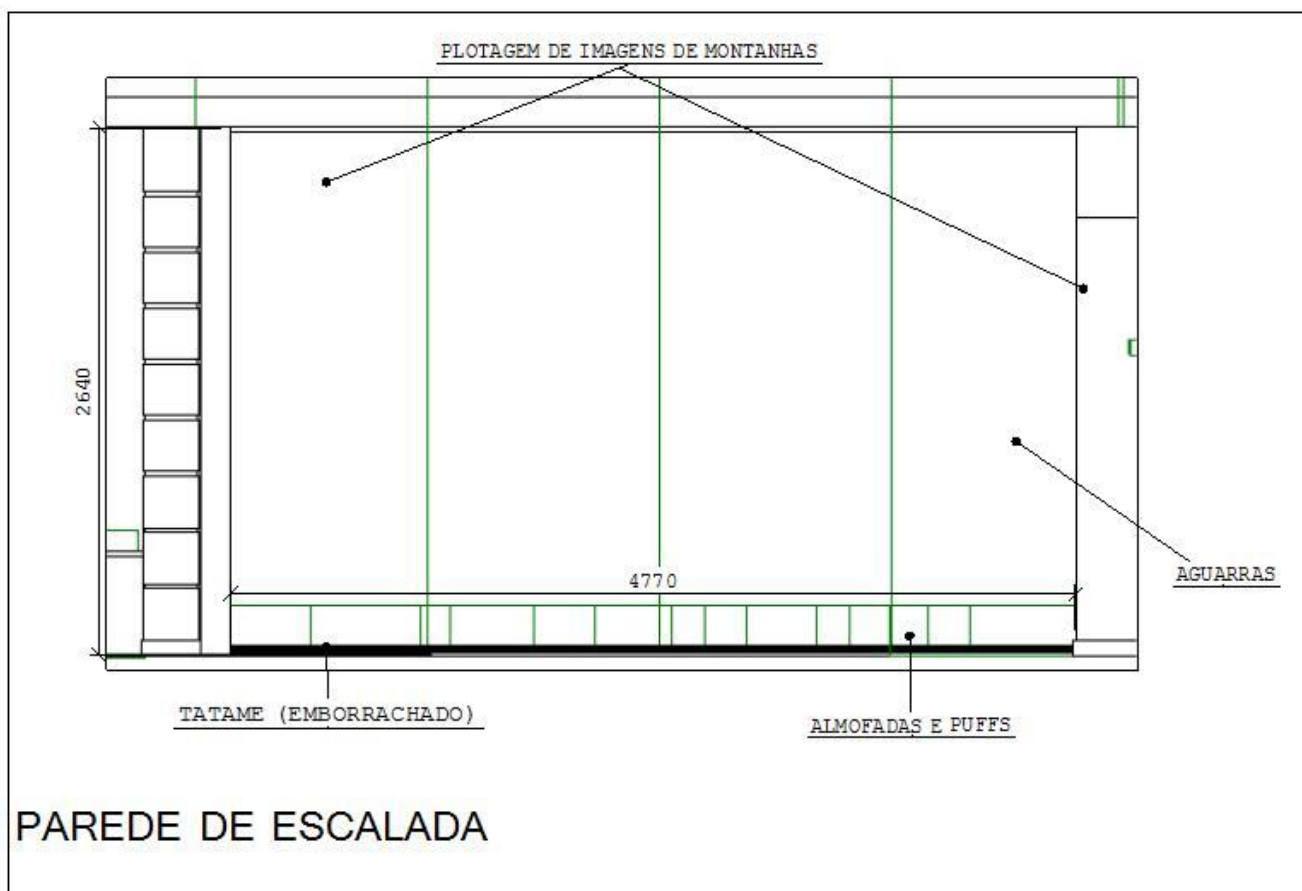 PLOTAGEM DE IMAGENS DE MONTANHAS
2640
4770
AGUARRAS
TATAME (EMBORRACHADO)
ALMOFADAS E PUFFS
PAREDE DE ESCALADA